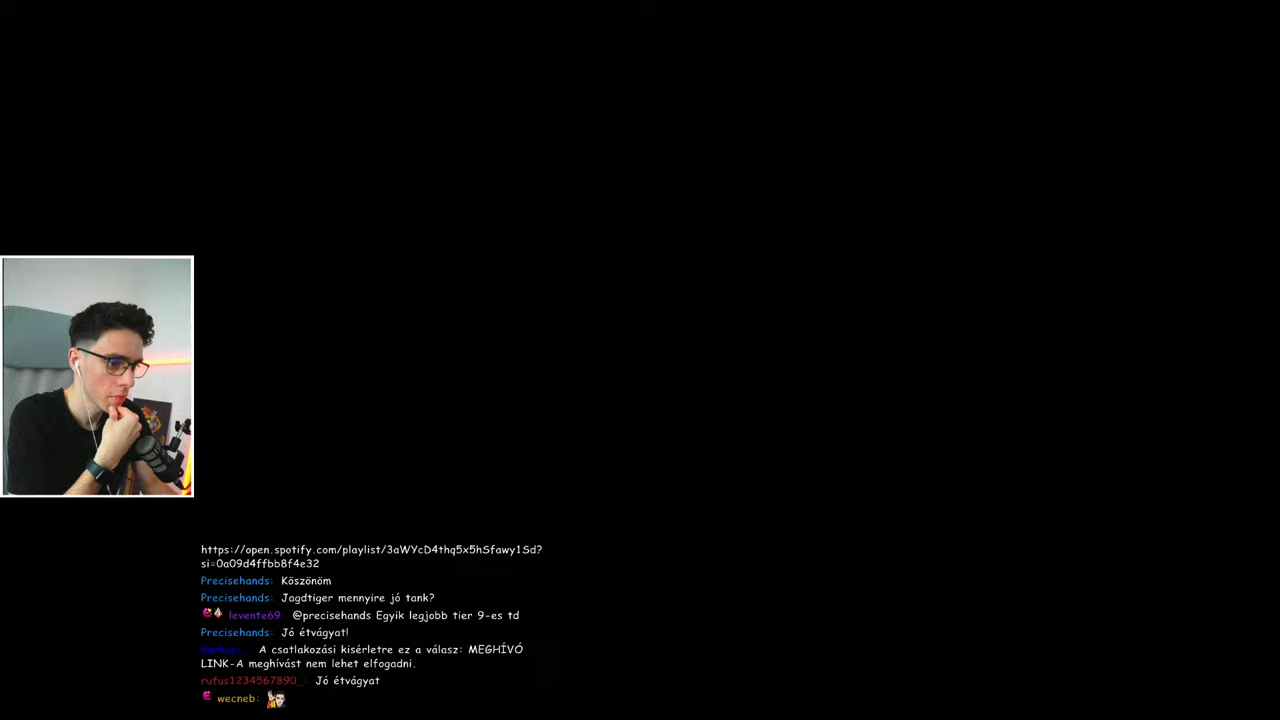 https://open.spotify.com/playlist/3aWYcD4thq5x5hSfawy1Sd?
si=0a09d4ffbb8f4e32
Precisehands: Köszönöm
Precisehands: Jagdtiger mennyire jó tank?
levente69: @precisehands Egyik legjobb tier 9-es td
Precisehands: Jó étvágyat!
A csatlakozási kisérletre ez a válasz: MEGHÍVÓ
LINK-A meghívást nem lehet elfogadni.
rufus1234567890_: Jó étvágyat
wecneb: